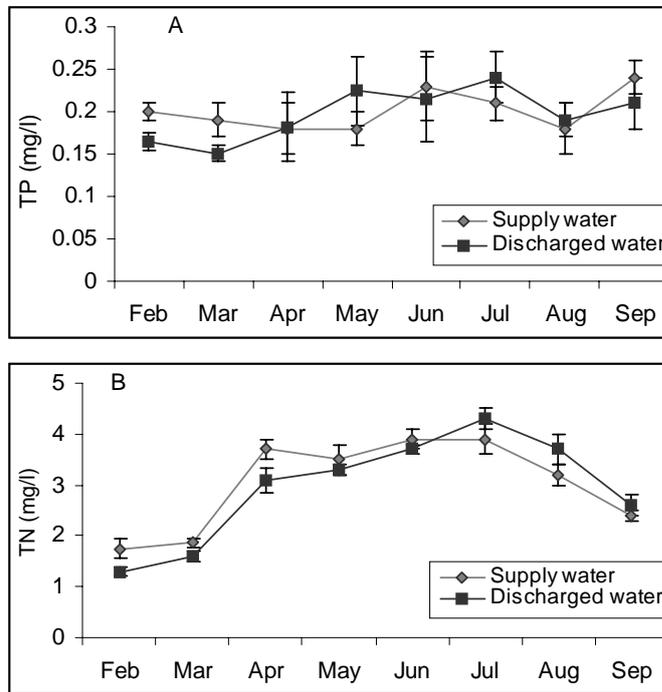 A
0.3
0.25
0.2
0.15
0.1
0.05
0
TP (mg/l)
Supply water
Discharged water
Feb Mar Apr May Jun Jul Aug Sep
B
5
4
3
2
1
0
TN (mg/l)
Supply water
Discharged water
Feb Mar Apr May Jun Jul Aug Sep